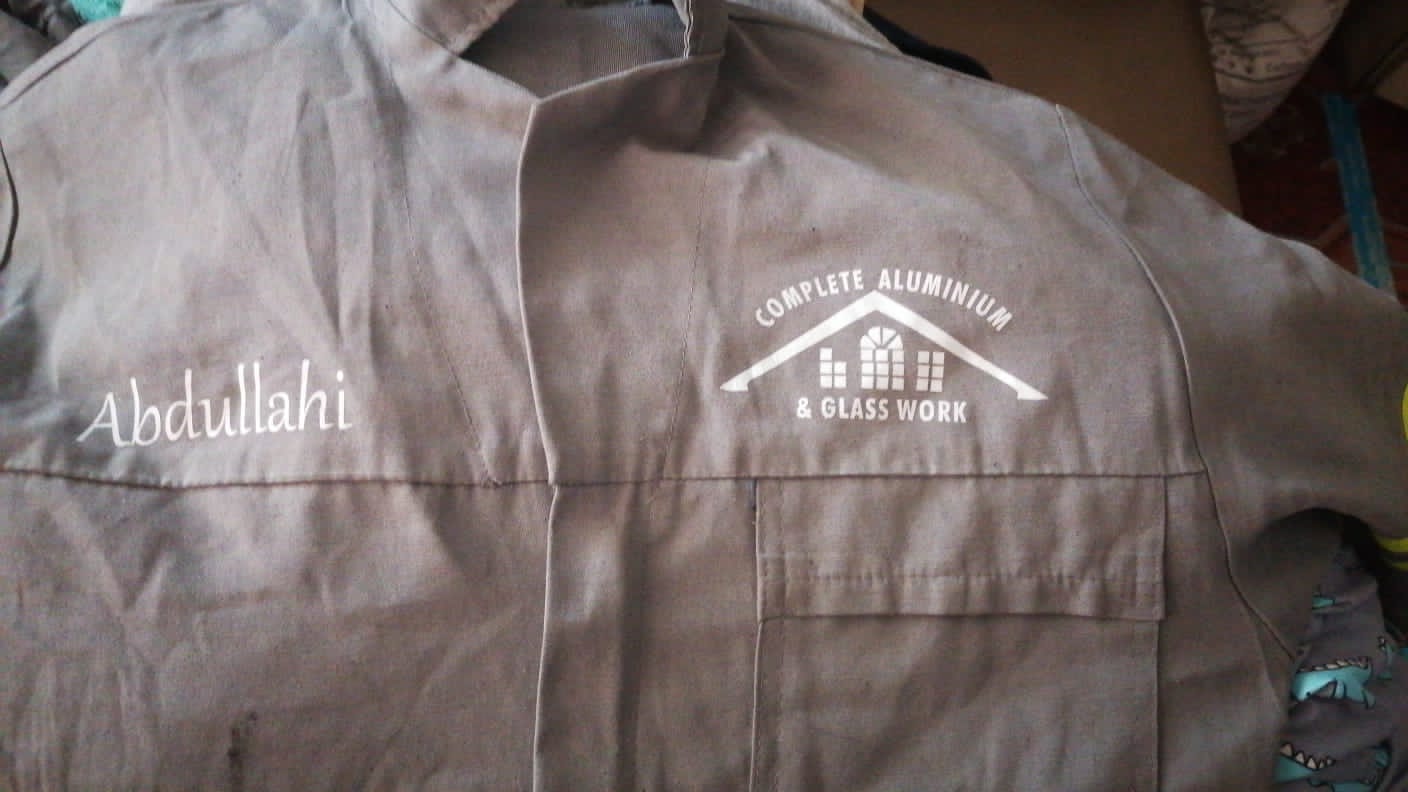 Abdullahi
COMPLETE ALUMINIUM
& GLASS WORK